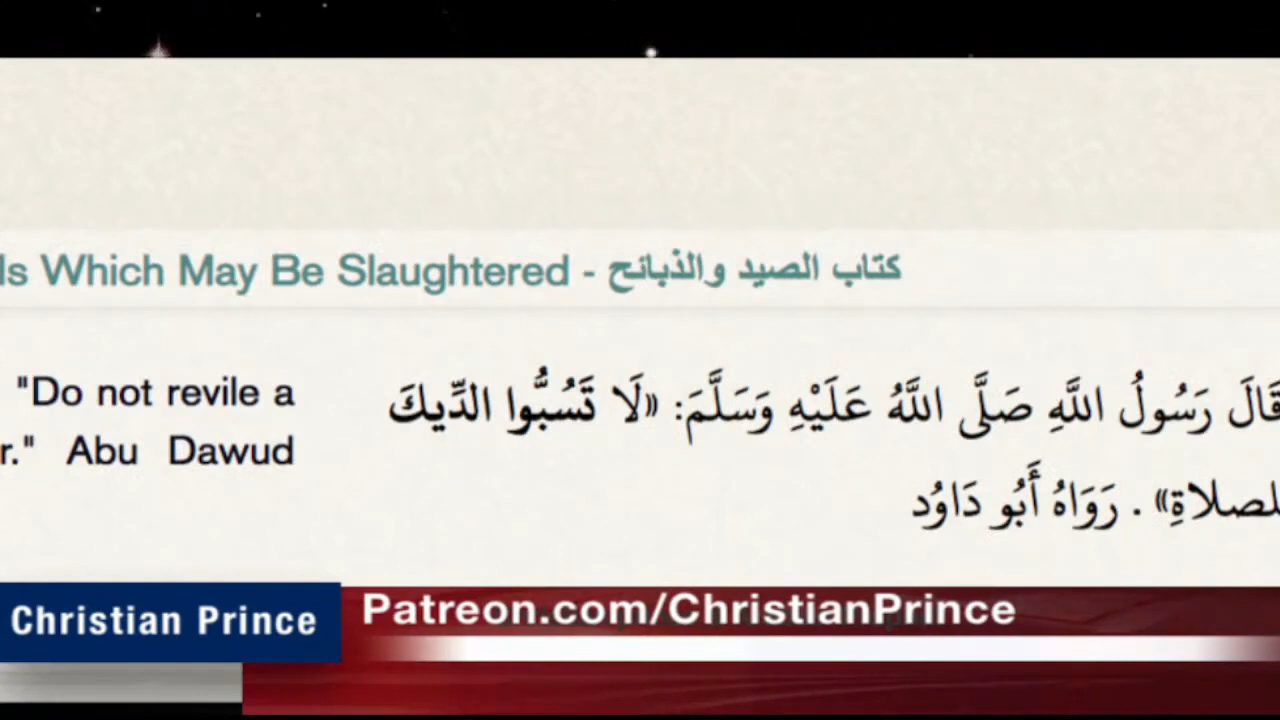 ls Which May Be Slaughtered - كتاب الصيد والذبائح
"Do not revile a
r." Abu Dawud
قَالَ رَسُولُ اللَّهِ صَلَّى اللَّهُ عَلَيْهِ وَسَلَّمَ: «لَا تَسُبُّوا الدِّيكَ
للصلاةِ» . رَوَاهُ أَبُو دَاوُد
Christian Prince
Patreon.com/ChristianPrince